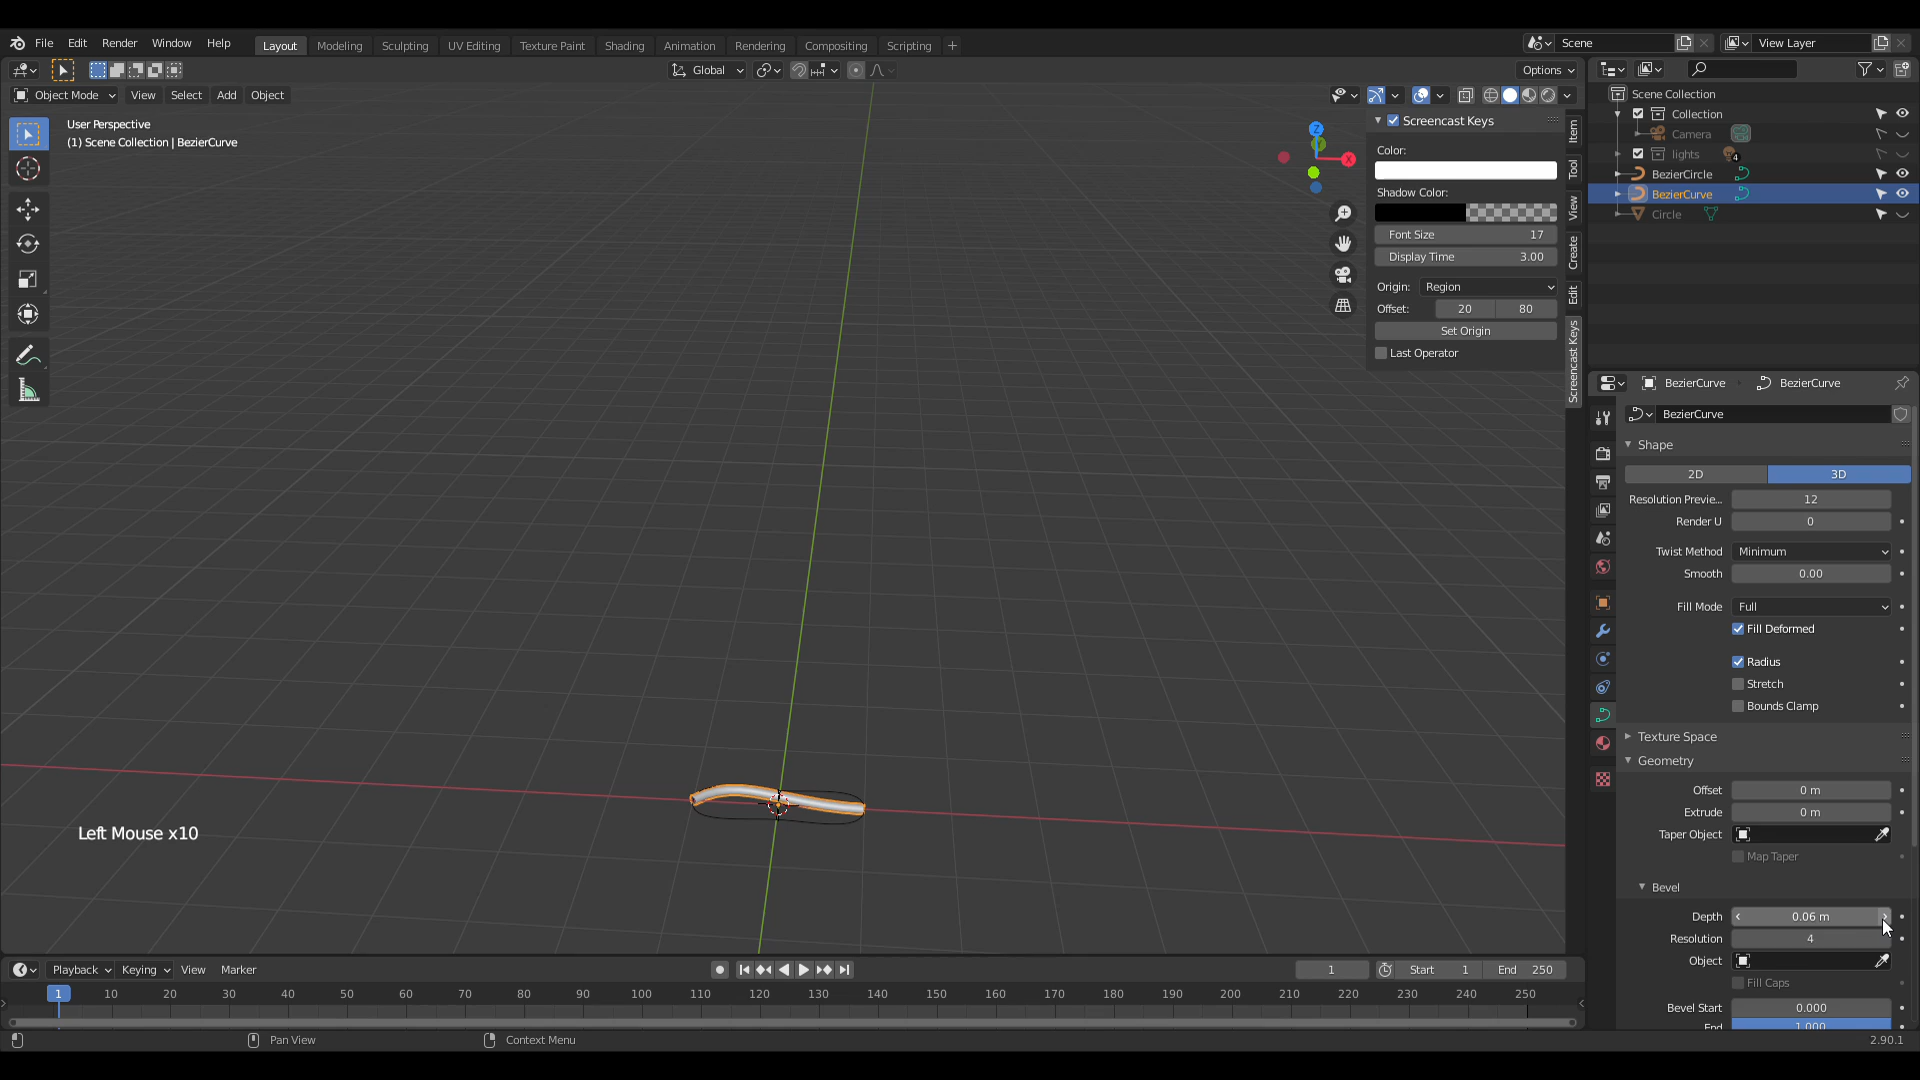 File Edit Render Window Help Layout Modeling Sculpting UV Editing Texture Paint Shading Animation Rendering Compositing Scripting + Scene View Layer
Global Options
Object Mode View Select Add Object
User Perspective
(1) Scene Collection | BezierCurve
Z
X
Screencast Keys
Color:
Shadow Color:
Font Size 17
Display Time 3.00
Origin: Region
Offset: 20 80
Set Origin
Last Operator
Item
Tool
View
Create
Edit
Screencast Keys
Scene Collection
Collection
Camera
lights 4
BezierCircle
BezierCurve
Circle
BezierCurve BezierCurve
BezierCurve
Shape
2D 3D
Resolution Previe... 12
Render U 0
Twist Method Minimum
Smooth 0.00
Fill Mode Full
Fill Deformed
Radius
Stretch
Bounds Clamp
Texture Space
Geometry
Offset 0 m
Extrude 0 m
Taper Object
Map Taper
Bevel
Depth 0.06 m
Resolution 4
Object
Fill Caps
Bevel Start 0.000
End 1.000
Left Mouse x10
Playback Keying View Marker 1 Start 1 End 250
1 10 20 30 40 50 60 70 80 90 100 110 120 130 140 150 160 170 180 190 200 210 220 230 240 250
Pan View Context Menu 2.90.1